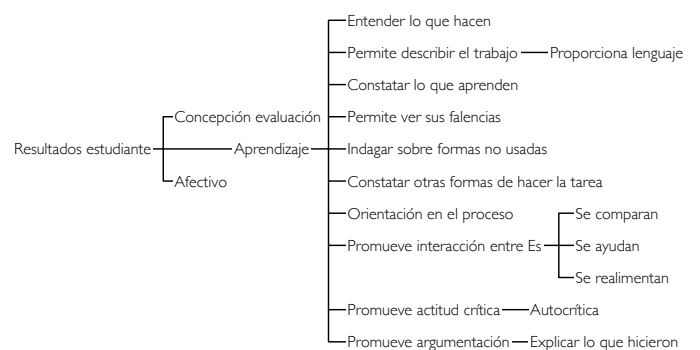 Entender lo que hacen
Permite describir el trabajo
Proporciona lenguaje
Constatar lo que aprenden
Concepción evaluación
Permite ver sus falencias
Resultados estudiante
Aprendizaje
Indagar sobre formas no usadas
Afectivo
Constatar otras formas de hacer la tarea
Orientación en el proceso
Se comparan
Promueve interacción entre Es
Se ayudan
Se realimentan
Promueve actitud crítica
Autocrítica
Promueve argumentación
Explicar lo que hicieron